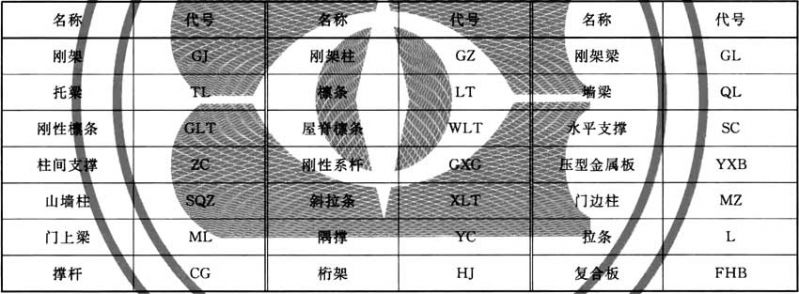 名称 代号 名称 代号 名称 代号
刚架 GJ 刚架柱 GZ 刚架梁 GL
托梁 TL 檩条 LT 墙梁 QL
刚性檩条 GLT 屋脊檩条 WLT 水平支撑 SC
柱间支撑 ZC 刚性系杆 GXG 压型金属板 YXB
山墙柱 SQZ 斜拉条 XLT 门边柱 MZ
门上梁 ML 隅撑 YC 拉条 L
撑杆 CG 桁架 HJ 复合板 FHB